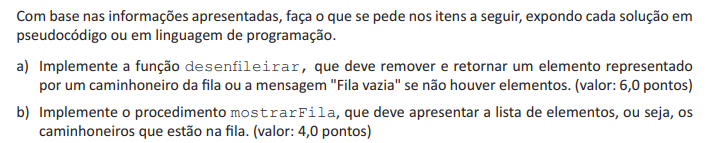 Com base nas informações apresentadas, faça o que se pede nos itens a seguir, expondo cada solução em
pseudocódigo ou em linguagem de programação.
a) Implemente a função desenfileirar, que deve remover e retornar um elemento representado
por um caminhoneiro da fila ou a mensagem "Fila vazia" se não houver elementos. (valor: 6,0 pontos)
b) Implemente o procedimento mostrarFila, que deve apresentar a lista de elementos, ou seja, os
caminhoneiros que estão na fila. (valor: 4,0 pontos)